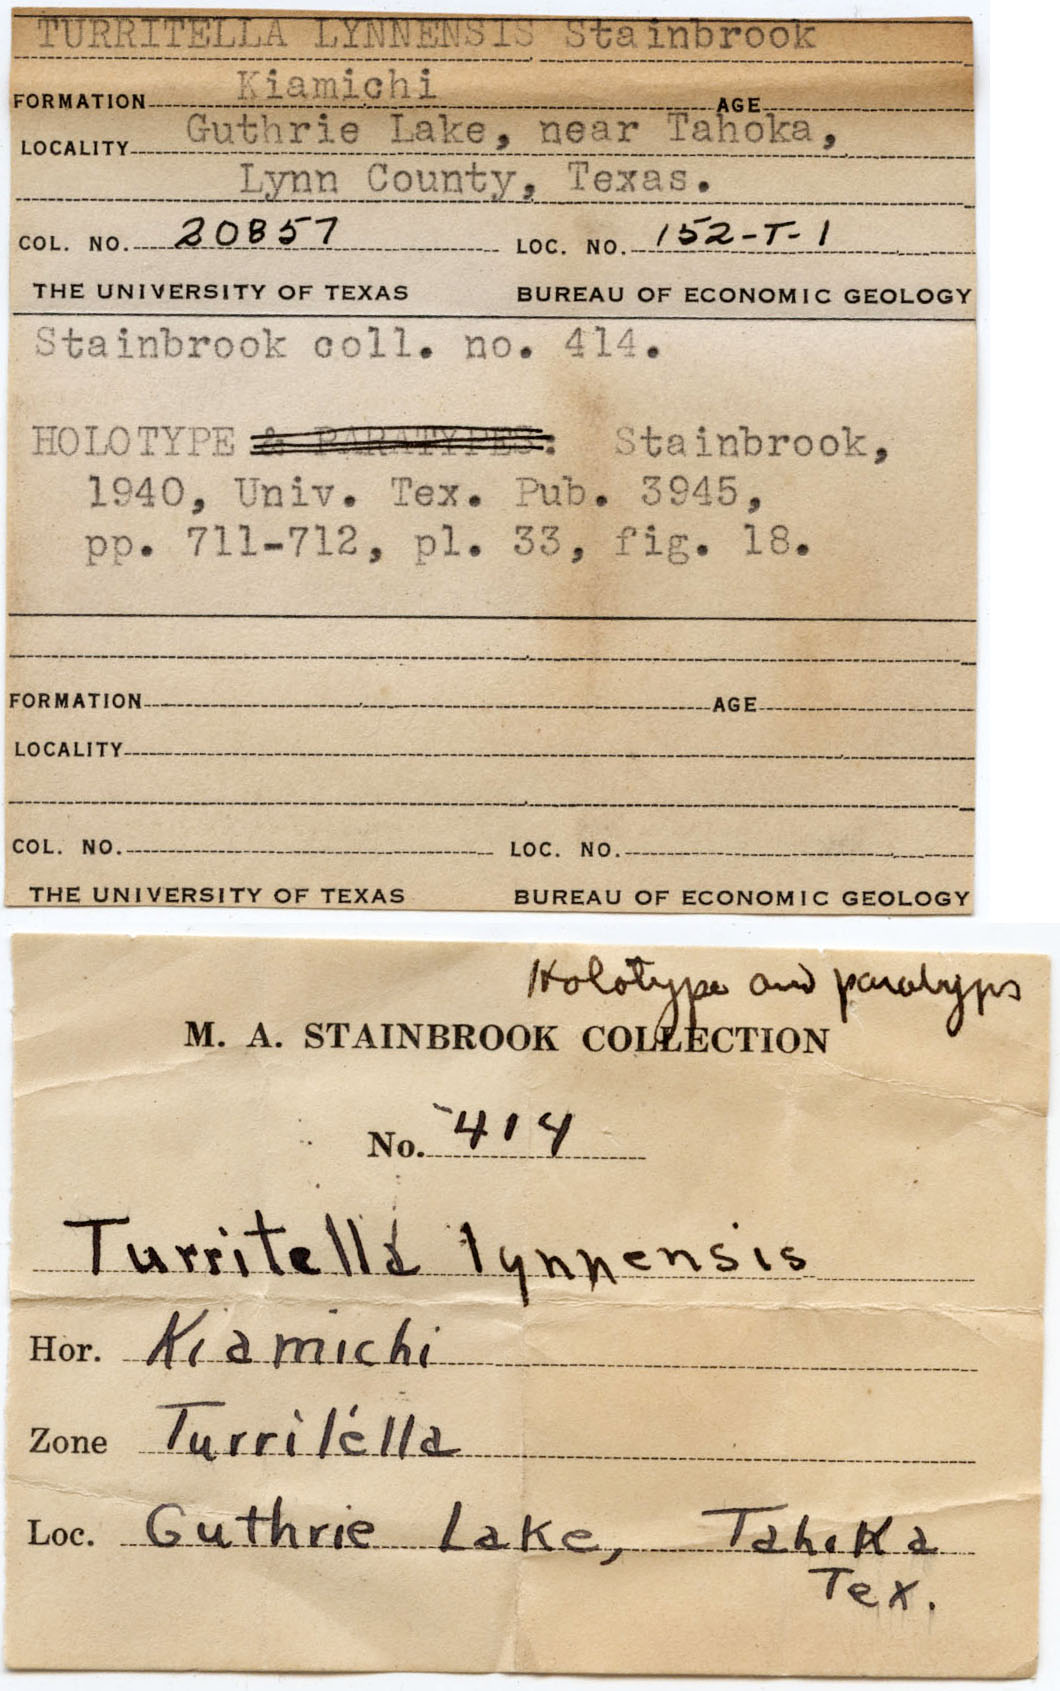 TURRITELLA LYNNENSIS Stainbrook
FORMATION Kiamichi AGE
LOCALITY Guthrie Lake, near Tahoka,
Lynn County, Texas.
COL. NO. 20857 LOC. NO. 152-T-1
THE UNIVERSITY OF TEXAS BUREAU OF ECONOMIC GEOLOGY
Stainbrook coll. no. 414.
HOLOTYPE & PARATYPES: Stainbrook,
1940, Univ. Tex. Pub. 3945,
pp. 711-712, pl. 33, fig. 18.
FORMATION AGE
LOCALITY
COL. NO. LOC. NO.
THE UNIVERSITY OF TEXAS BUREAU OF ECONOMIC GEOLOGY
Holotype and paratyps
M. A. STAINBROOK COLLECTION
No. 414
Turritella lynnensis
Hor. Kiamichi
Zone Turritella
Loc. Guthrie Lake, Tahoka
Tex.